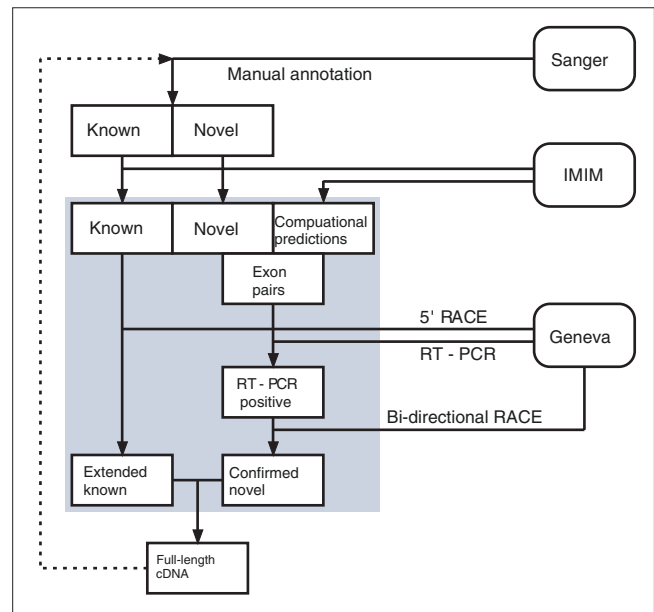 Sanger
Manual annotation
Known
Novel
IMIM
Known
Novel
Compuational
predictions
Exon
pairs
5' RACE
Geneva
RT - PCR
RT - PCR
positive
Bi-directional RACE
Extended
known
Confirmed
novel
Full-length
cDNA